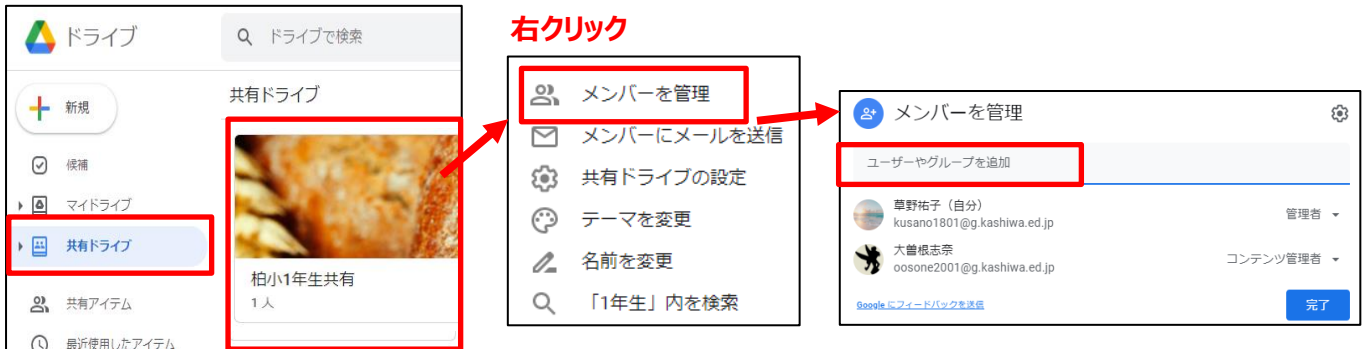 ドライブ
ドライブで検索
新規
候補
マイドライブ
共有ドライブ
共有アイテム
最近使用したアイテム
共有ドライブ
柏小1年生共有
1 人
右クリック
メンバーを管理
メンバーにメールを送信
共有ドライブの設定
テーマを変更
名前を変更
「1年生」内を検索
メンバーを管理
ユーザーやグループを追加
草野祐子（自分）
kusano1801@g.kashiwa.ed.jp
管理者
大曽根志奈
oosone2001@g.kashiwa.ed.jp
コンテンツ管理者
Google にフィードバックを送信
完了